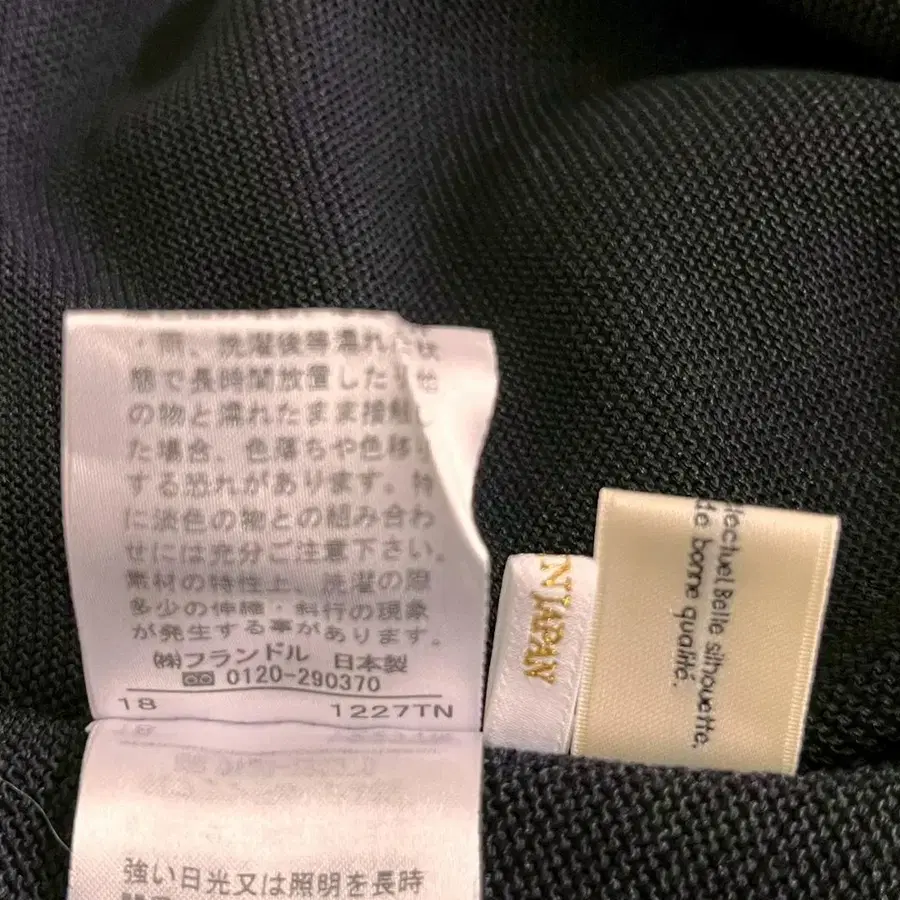 ・雨、洗濯後等濡れた状
態で長時間放置したり他
の物と濡れたまま接触し
た場合、色落ちや色移り
する恐れがあります。特
に淡色の物との組み合わ
せには充分ご注意下さい。
素材の特性上、洗濯の際
多少の伸縮・斜行の現象
が発生する事があります。
㈱フランドル 日本製
0120-290370
18 1227TN
強い日光又は照明を長時
N JAPAN
lectuel Belle silhouette,
de bonne qualité.